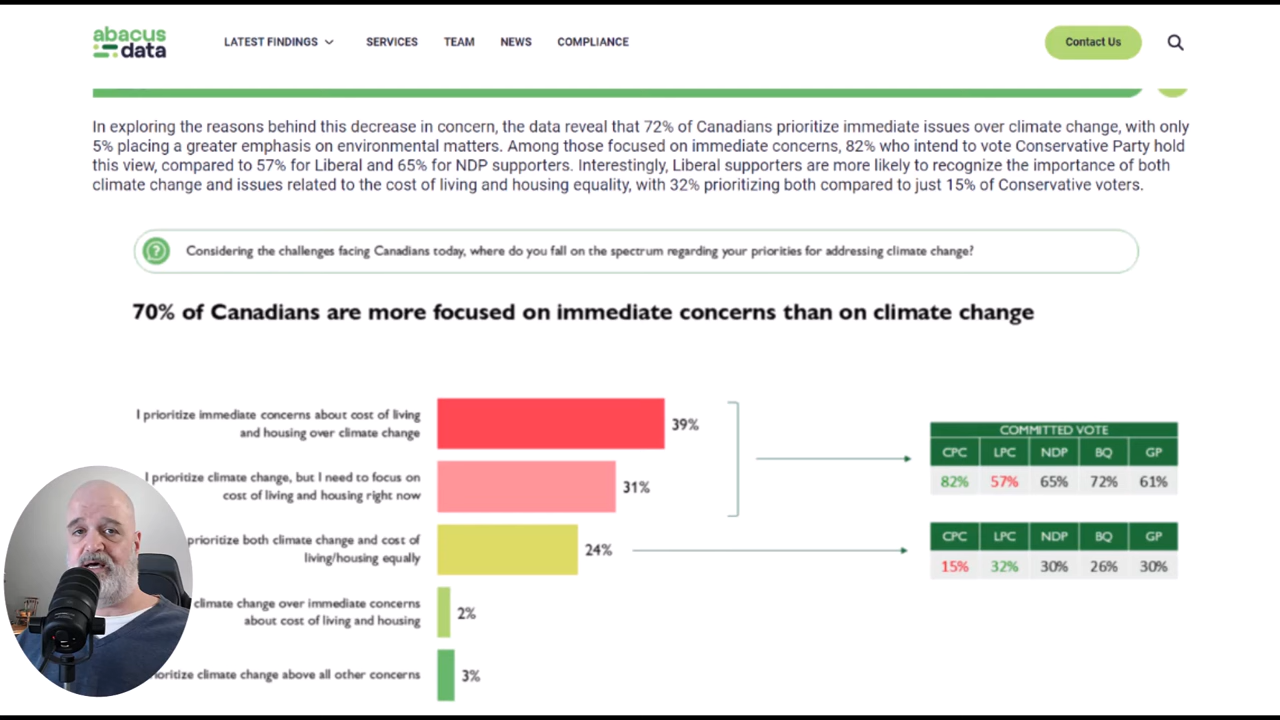 abacus
data
LATEST FINDINGS
SERVICES
TEAM
NEWS
COMPLIANCE
Contact Us
In exploring the reasons behind this decrease in concern, the data reveal that 72% of Canadians prioritize immediate issues over climate change, with only
5% placing a greater emphasis on environmental matters. Among those focused on immediate concerns, 82% who intend to vote Conservative Party hold
this view, compared to 57% for Liberal and 65% for NDP supporters. Interestingly, Liberal supporters are more likely to recognize the importance of both
climate change and issues related to the cost of living and housing equality, with 32% prioritizing both compared to just 15% of Conservative voters.
Considering the challenges facing Canadians today, where do you fall on the spectrum regarding your priorities for addressing climate change?
70% of Canadians are more focused on immediate concerns than on climate change
I prioritize immediate concerns about cost of living
and housing over climate change
39%
I prioritize climate change, but I need to focus on
cost of living and housing right now
31%
prioritize both climate change and cost of
living/housing equally
24%
climate change over immediate concerns
about cost of living and housing
2%
climate change above all other concerns
3%
COMMITTED VOTE
CPC LPC NDP BQ GP
82% 57% 65% 72% 61%
CPC LPC NDP BQ GP
15% 32% 30% 26% 30%